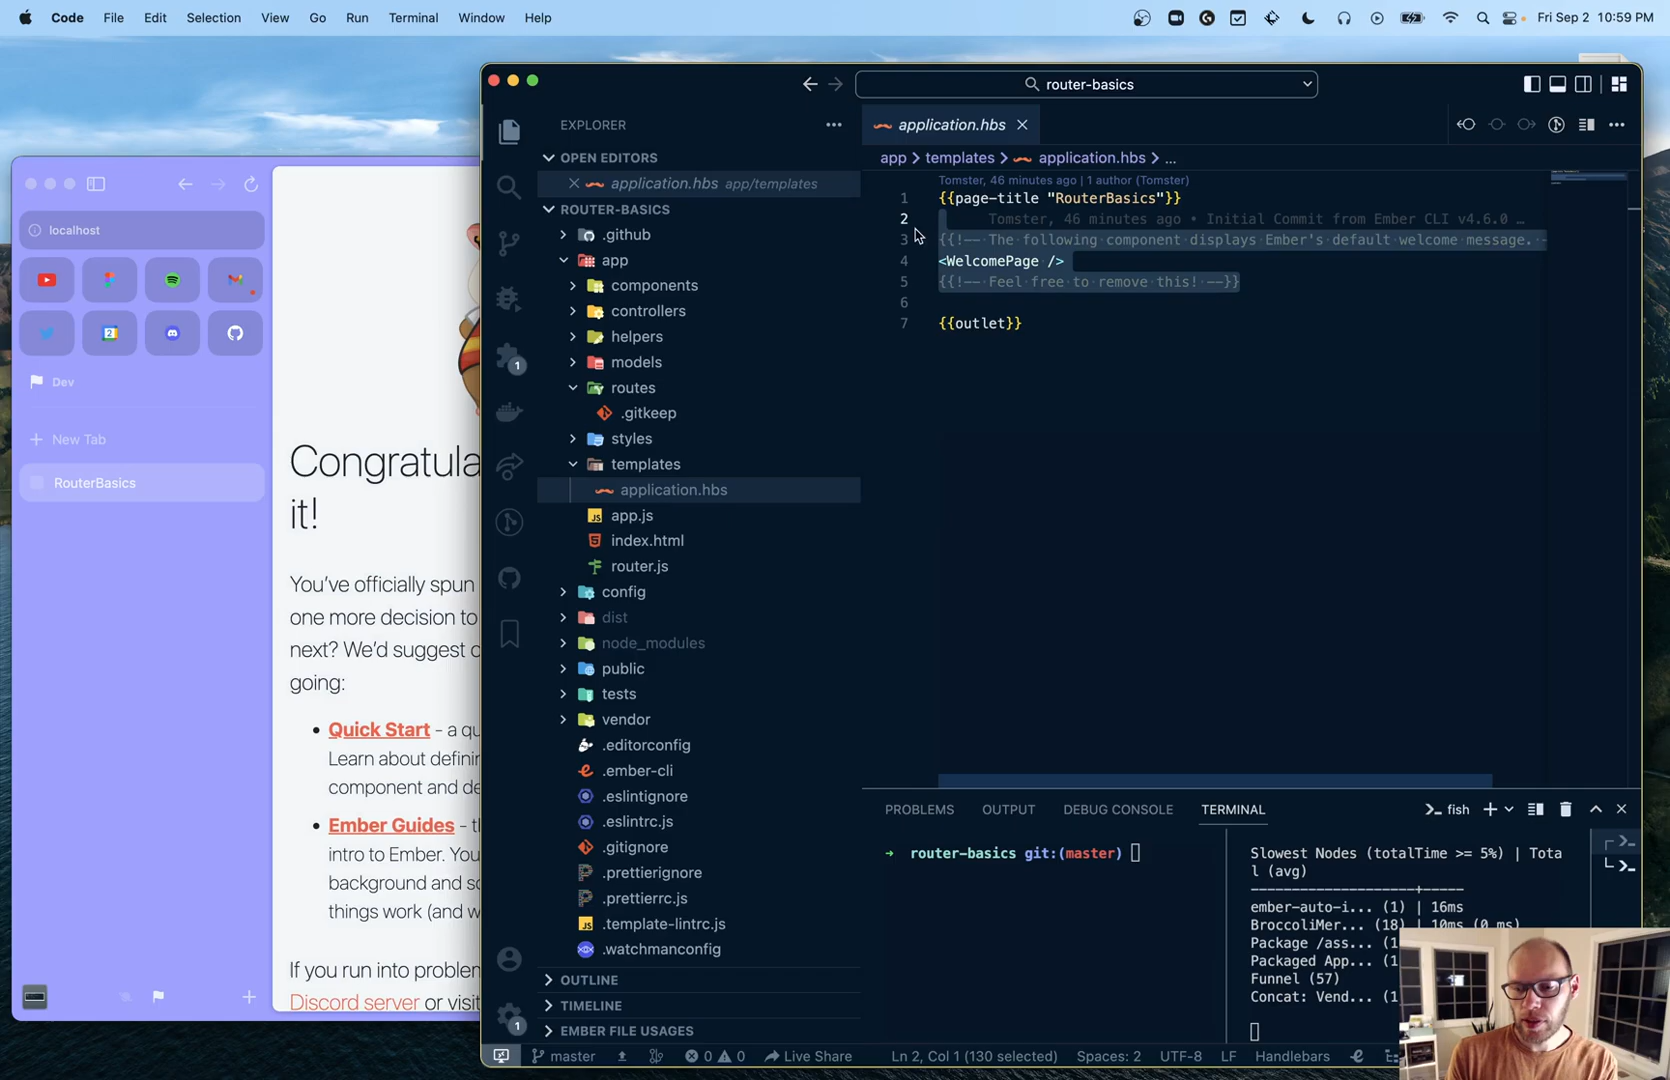 Code File Edit Selection View Go Run Terminal Window Help
Fri Sep 2 10:59 PM
localhost
2
Dev
New Tab
RouterBasics
Congratula
it!
You've officially spun
one more decision to
next? We'd suggest
going:
Quick Start - a qu
Learn about definin
component and de
Ember Guides - th
intro to Ember. You
background and so
things work (and w
If you run into problem
Discord server or visit
router-basics
EXPLORER
OPEN EDITORS
application.hbs app/templates
ROUTER-BASICS
.github
app
components
controllers
helpers
models
routes
.gitkeep
styles
templates
application.hbs
app.js
index.html
router.js
config
dist
node_modules
public
tests
vendor
.editorconfig
.ember-cli
.eslintignore
.eslintrc.js
.gitignore
.prettierignore
.prettierrc.js
.template-lintrc.js
.watchmanconfig
OUTLINE
TIMELINE
EMBER FILE USAGES
1
1
application.hbs
app > templates > application.hbs > ...
Tomster, 46 minutes ago | 1 author (Tomster)
1 {{page-title "RouterBasics"}}
2 Tomster, 46 minutes ago • Initial Commit from Ember CLI v4.6.0 …
3 {{!-- The following component displays Ember's default welcome message. -
4 <WelcomePage />
5 {{!-- Feel free to remove this! --}}
6
7 {{outlet}}
PROBLEMS OUTPUT DEBUG CONSOLE TERMINAL
fish
→ router-basics git:(master)
Slowest Nodes (totalTime >= 5%) | Tota
l (avg)
---------------------+-----
ember-auto-i... (1) | 16ms
BroccoliMer... (18) | 10ms (0 ms)
Package /ass... (1
Packaged App... (1
Funnel (57)
Concat: Vend... (1
master 0 0 Live Share Ln 2, Col 1 (130 selected) Spaces: 2 UTF-8 LF Handlebars